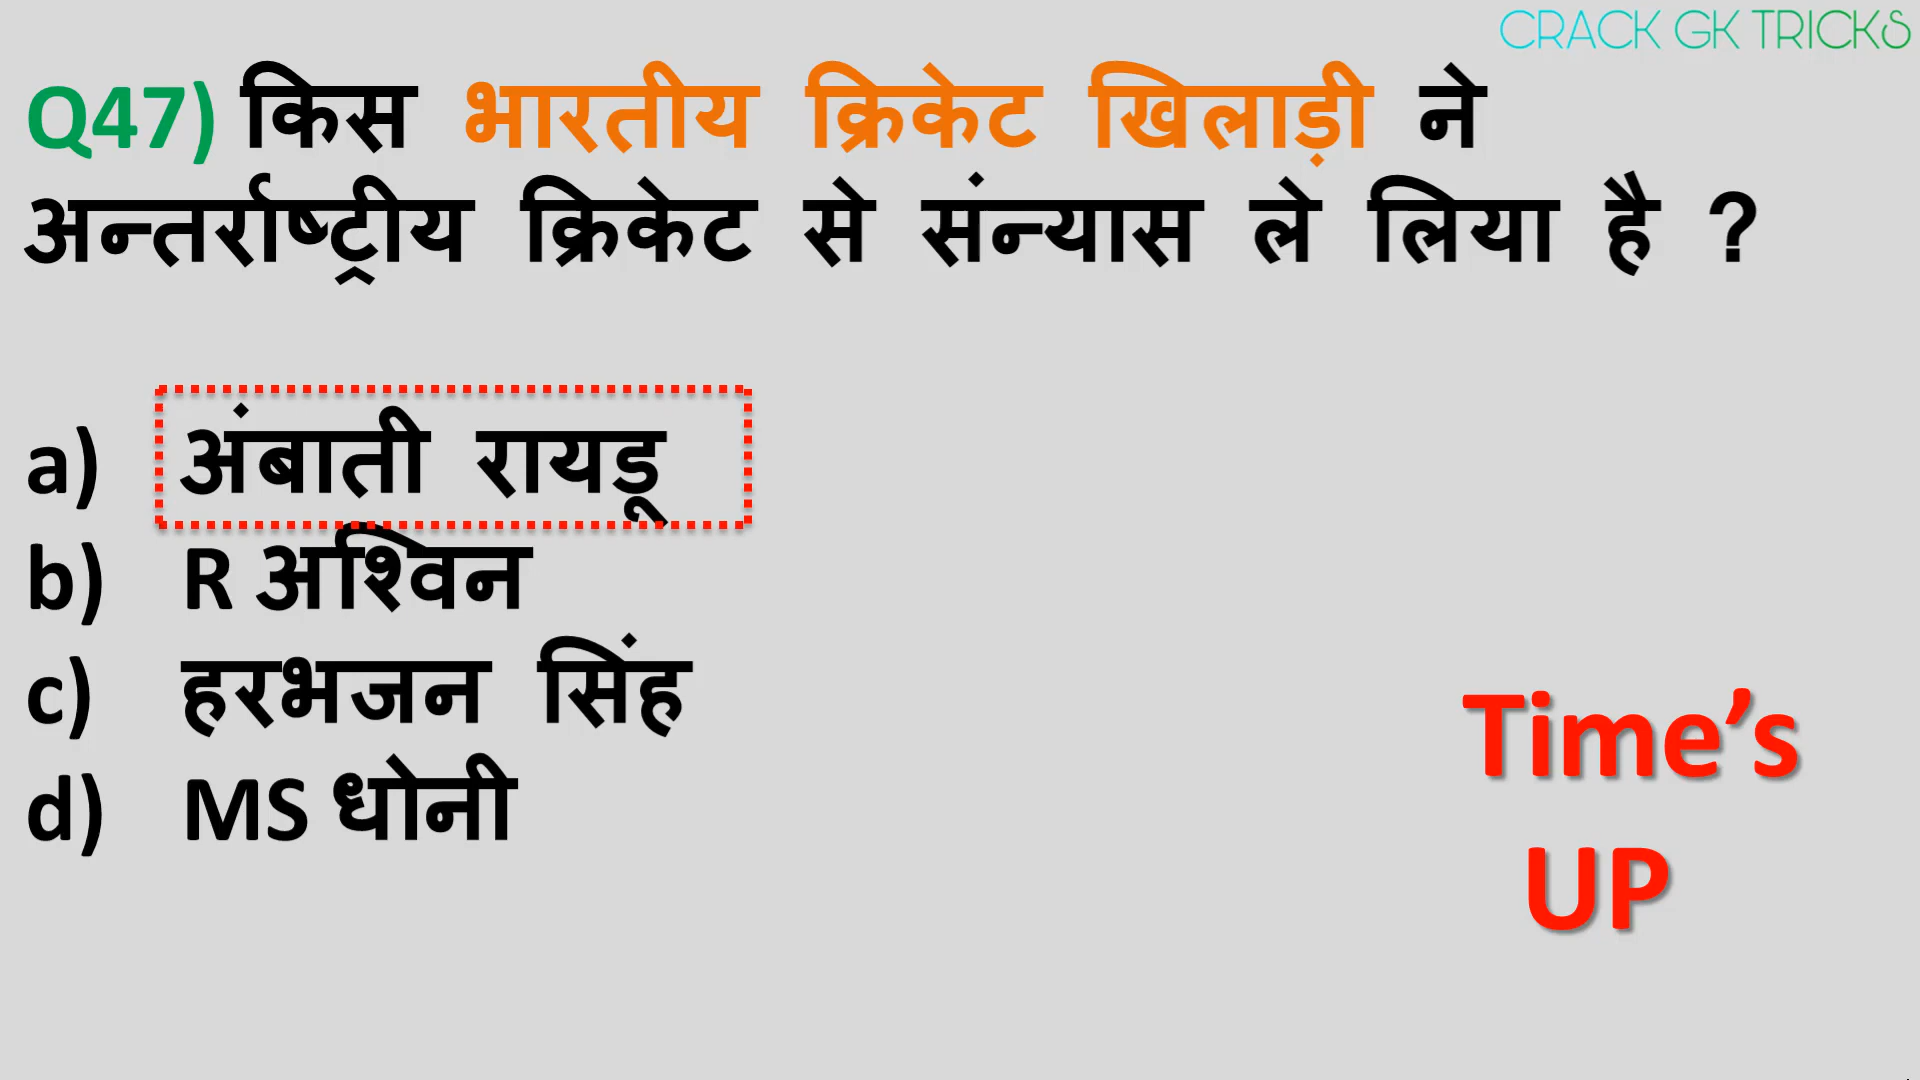 CRACK GK TRICKS
Q47) किस भारतीय क्रिकेट खिलाड़ी ने
अन्तर्राष्ट्रीय क्रिकेट से संन्यास ले लिया है ?
a) अंबाती रायडू
b) R अश्विन
c) हरभजन सिंह
d) MS धोनी
Time’s
UP